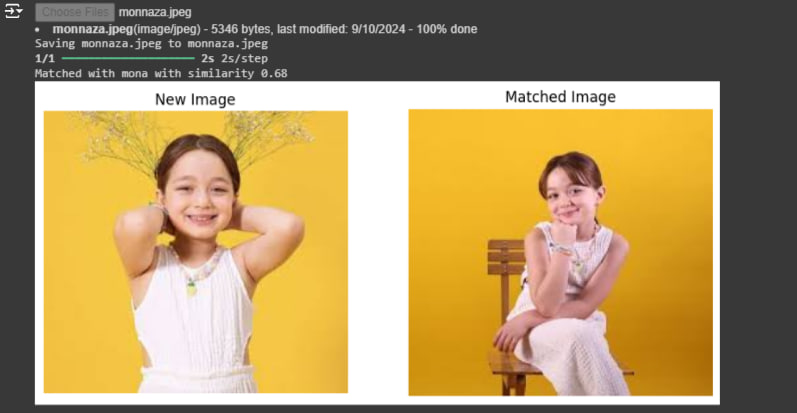 Choose Files monnaza.jpeg
• monnaza.jpeg(image/jpeg) - 5346 bytes, last modified: 9/10/2024 - 100% done
Saving monnaza.jpeg to monnaza.jpeg
1/1 ━━━━━━━━━━━━━━━━━━━━ 2s 2s/step
Matched with mona with similarity 0.68
New Image
Matched Image